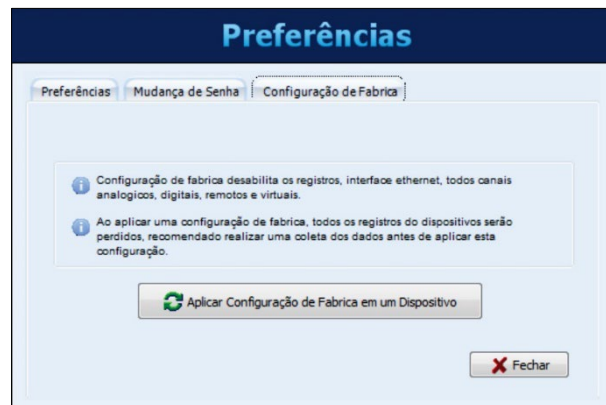 Preferências
Preferências Mudança de Senha Configuração de Fabrica
Configuração de fabrica desabilita os registros, interface ethernet, todos canais
analogicos, digitais, remotos e virtuais.
Ao aplicar uma configuração de fabrica, todos os registros do dispositivos serão
perdidos, recomendado realizar uma coleta dos dados antes de aplicar esta
configuração.
Aplicar Configuração de Fabrica em um Dispositivo
Fechar